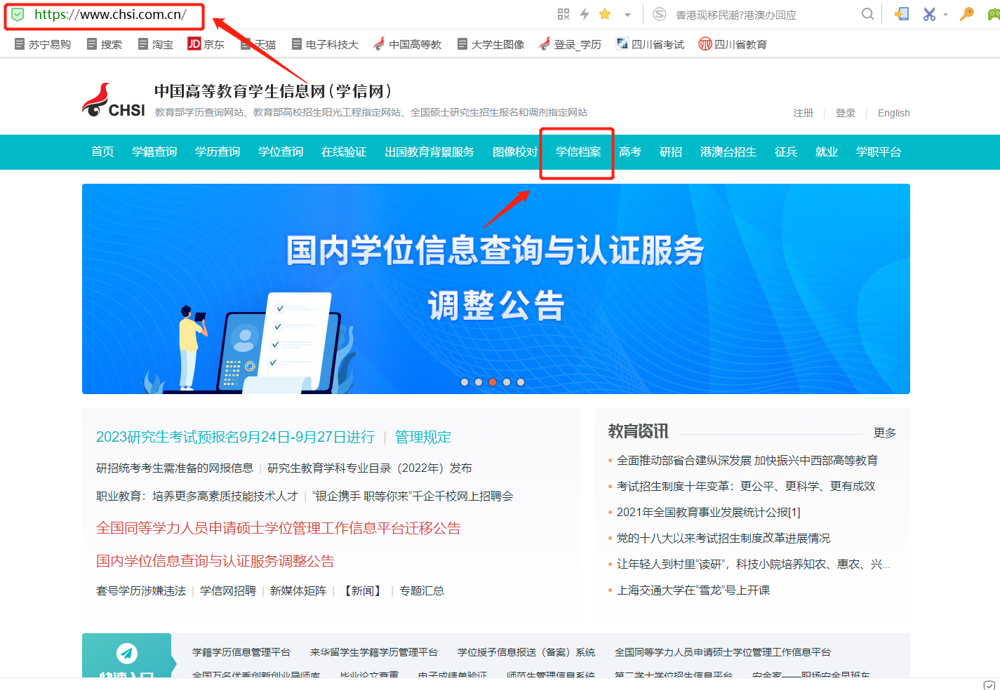 https://www.chsi.com.cn/
香港现移民潮?港澳办回应
苏宁易购 搜索 淘宝 JD 京东 天猫 电子科技大 中国高等教 大学生图像 登录_学历 四川省考试 四川省教育
CHSI
中国高等教育学生信息网(学信网)
教育部学历查询网站、教育部高校招生阳光工程指定网站、全国硕士研究生招生报名和调剂指定网站
注册 | 登录 | English
首页 学籍查询 学历查询 学位查询 在线验证 出国教育背景服务 图像校对 学信档案 高考 研招 港澳台招生 征兵 就业 学职平台
国内学位信息查询与认证服务
调整公告
2023研究生考试预报名9月24日-9月27日进行 | 管理规定
研招统考考生需准备的网报信息 | 研究生教育学科专业目录（2022年）发布
职业教育：培养更多高素质技能技术人才 | “银企携手 职等你来”千企千校网上招聘会
全国同等学力人员申请硕士学位管理工作信息平台迁移公告
国内学位信息查询与认证服务调整公告
套号学历涉嫌违法 | 学信网招聘 | 新媒体矩阵 | 【新闻】 | 专题汇总
教育资讯
更多
全面推动部省合建纵深发展 加快振兴中西部高等教育
考试招生制度十年变革：更公平、更科学、更有成效
2021年全国教育事业发展统计公报[1]
党的十八大以来考试招生制度改革进展情况
让年轻人到村里“读研”，科技小院培养知农、惠农、兴...
上海交通大学在“雪龙”号上开课
快速入口
学籍学历信息管理平台 来华留学生学籍学历管理平台 学位授予信息报送（备案）系统 全国同等学力人员申请硕士学位管理工作信息平台
全国万名优秀创新创业导师库 毕业论文查重 电子成绩单验证 师范生管理信息系统 第二学士学位招生信息平台 安全家——职场安全早班车